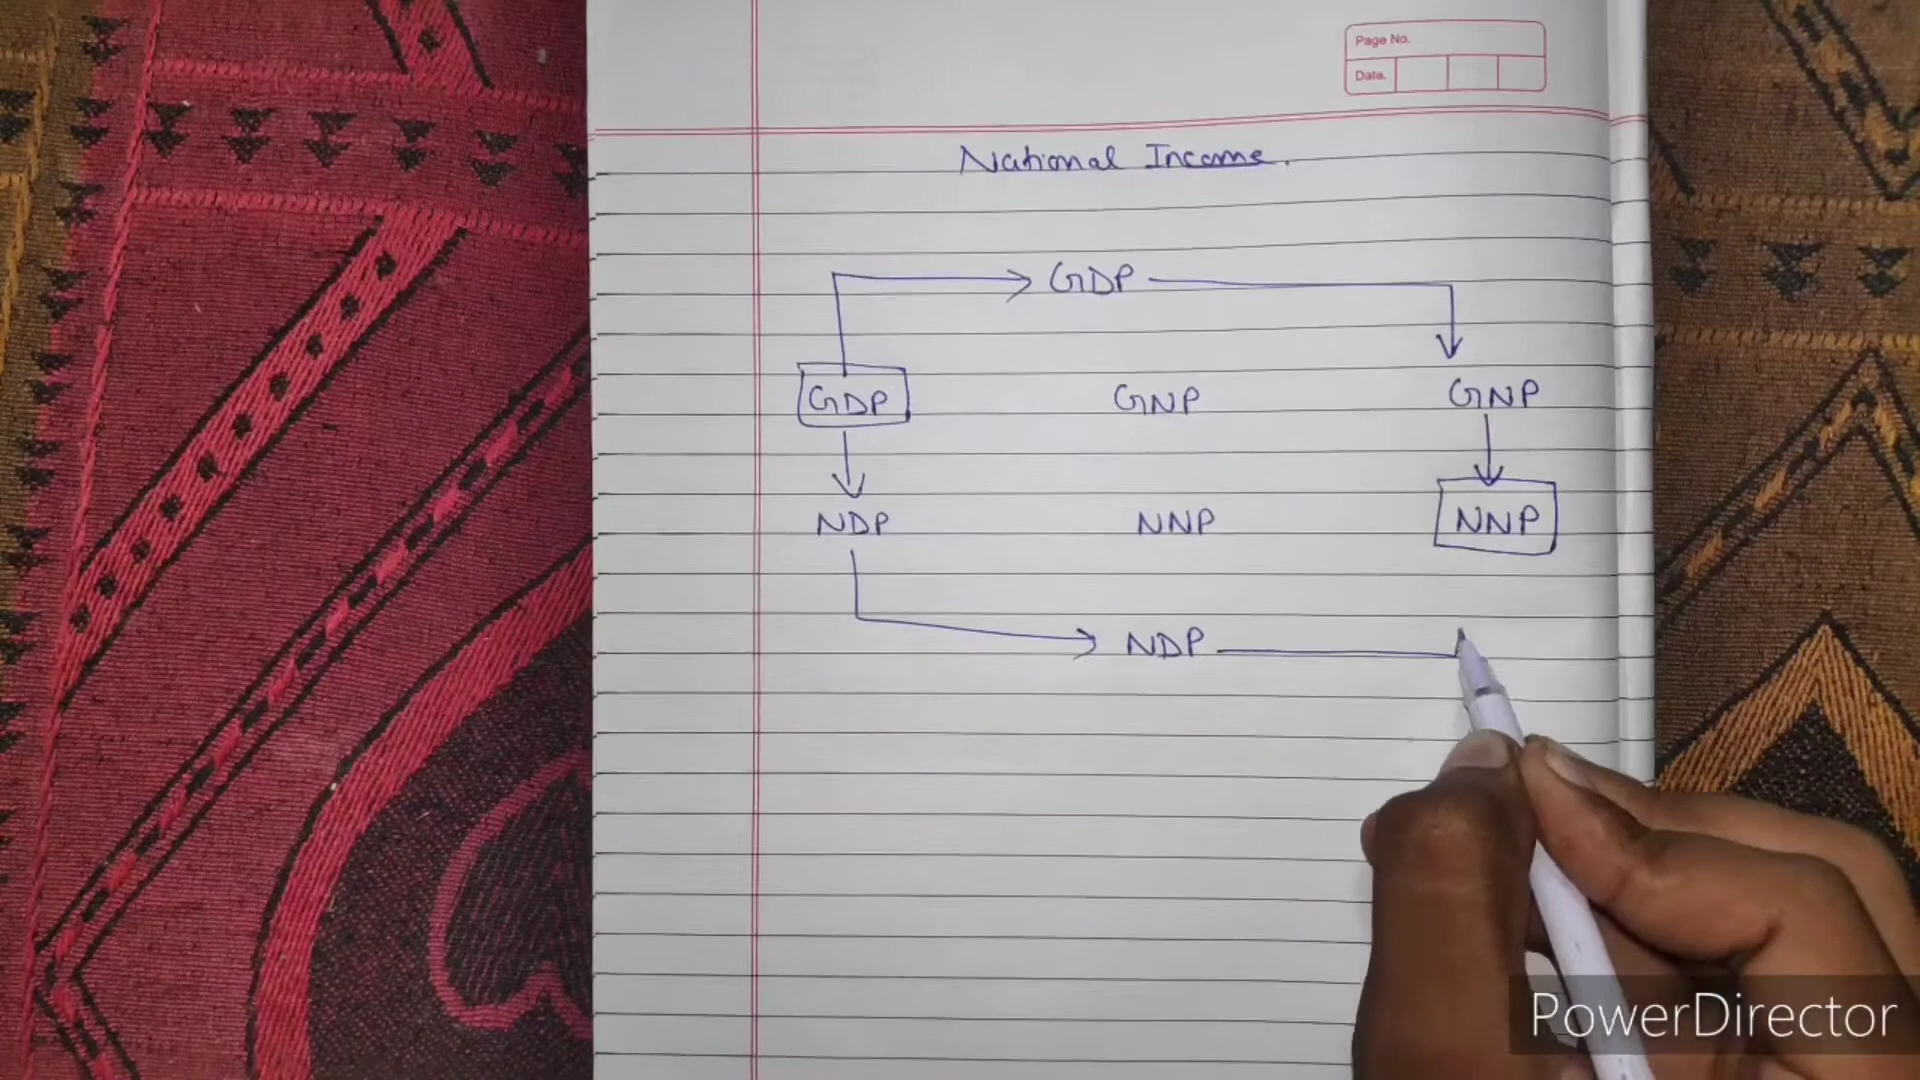 Page No.
Date.
National Income.
GDP
GDP GNP GNP
NDP NNP NNP
NDP
PowerDirector